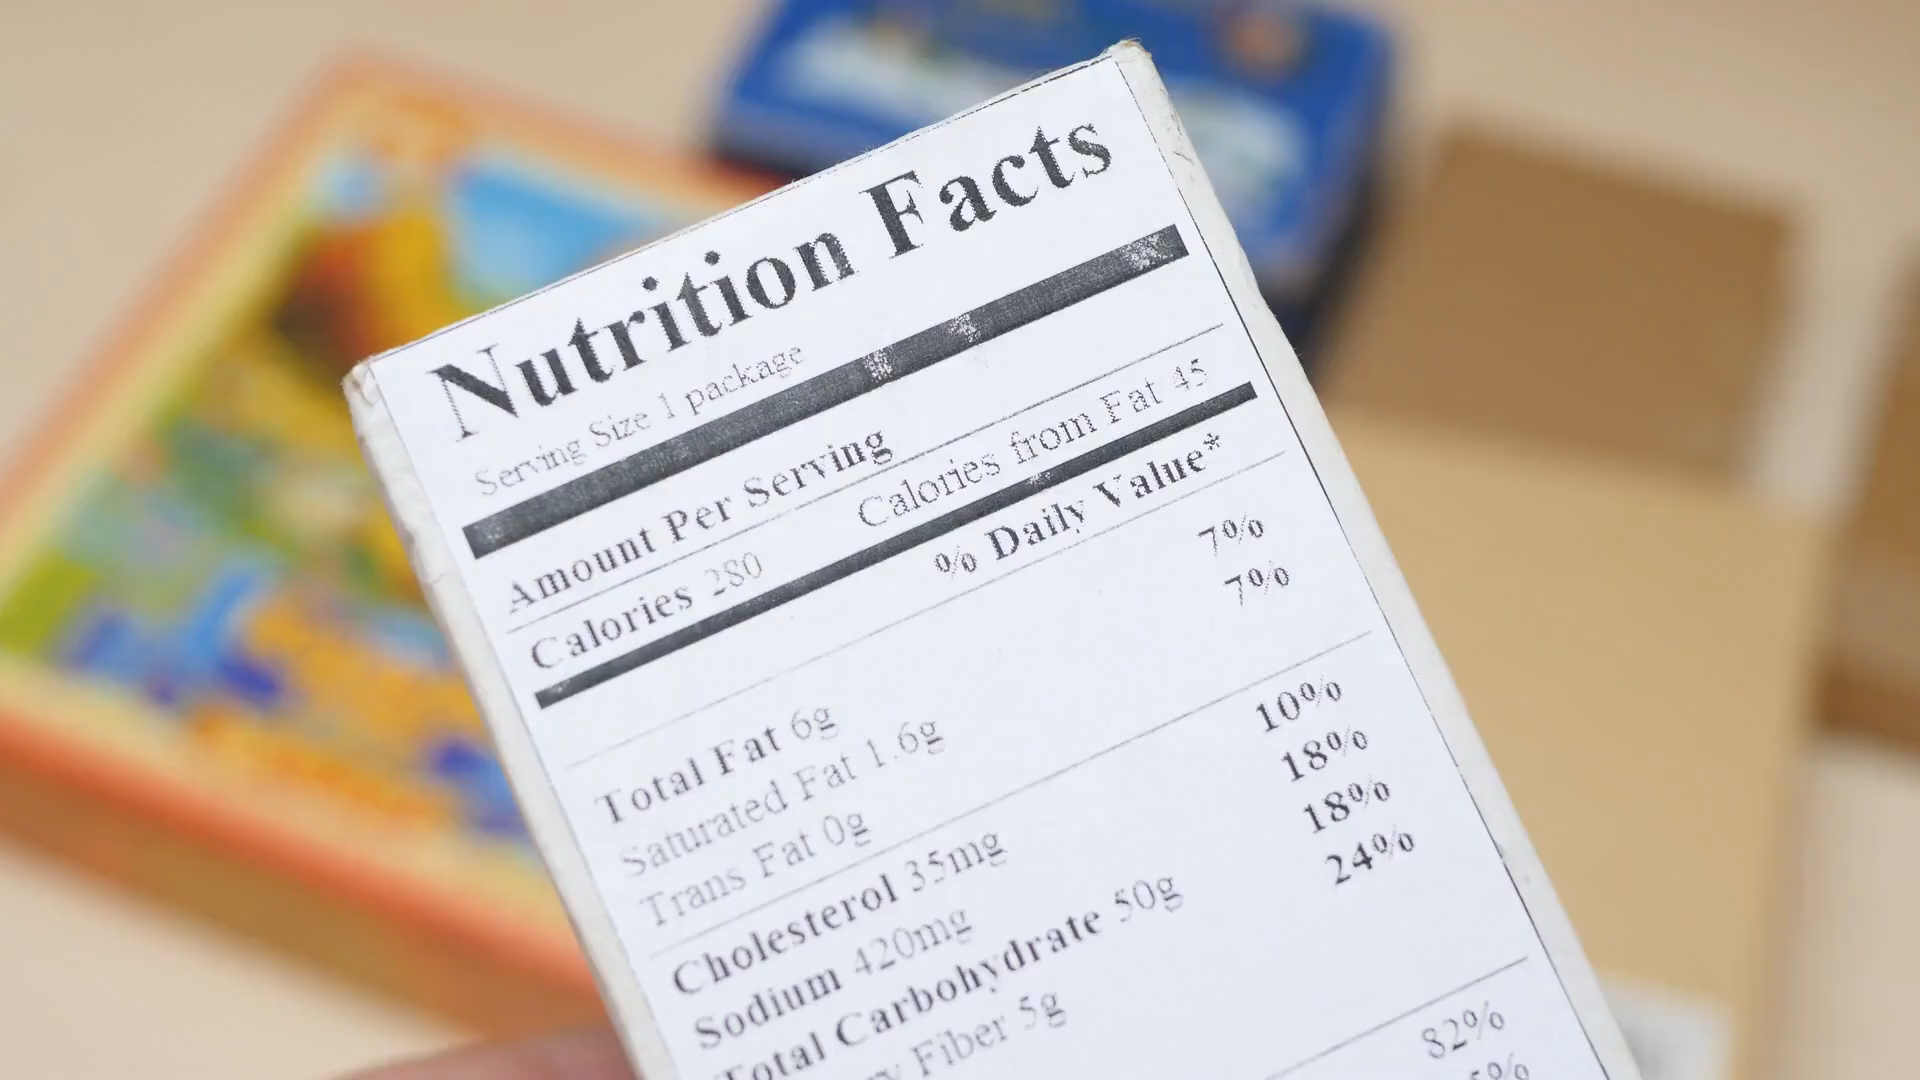 Nutrition Facts
Serving Size 1 package
Amount Per Serving
Calories 280 Calories from Fat 45
% Daily Value*
Total Fat 6g 7%
Saturated Fat 1.6g 7%
Trans Fat 0g
Cholesterol 35mg 10%
Sodium 420mg 18%
Total Carbohydrate 50g 18%
Fiber 5g 24%
82%